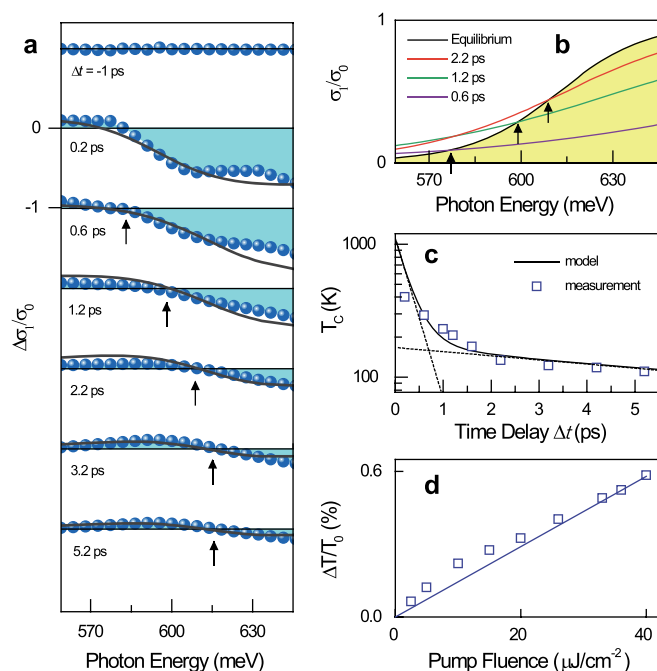 a
Δt = -1 ps
0
0.2 ps
-1
0.6 ps
1.2 ps
2.2 ps
3.2 ps
5.2 ps
Δσ₁/σ₀
570 600 630
Photon Energy (meV)
b
1
Equilibrium
2.2 ps
1.2 ps
0.6 ps
σ₁/σ₀
0
570 600 630
Photon Energy (meV)
c
1000
model
measurement
T_C (K)
100
0 1 2 3 4 5
Time Delay Δt (ps)
d
0.6
ΔT/T₀ (%)
0.0
0 20 40
Pump Fluence (μJ/cm⁻²)